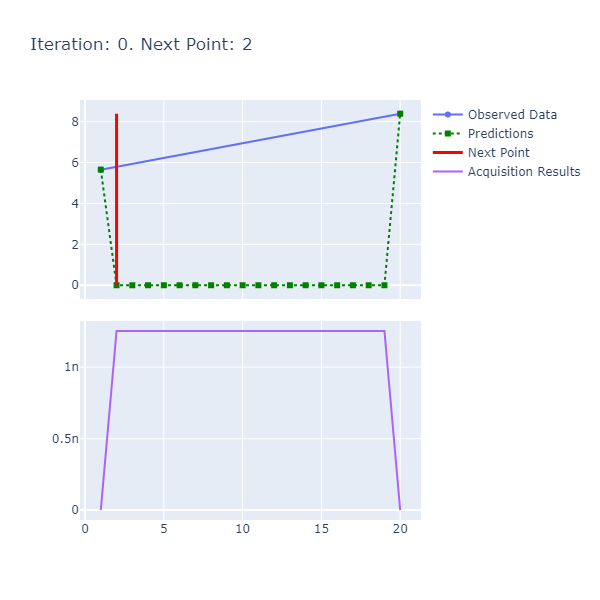 Iteration: 0. Next Point: 2
Observed Data
Predictions
Next Point
Acquisition Results
8
6
4
2
0
1n
0.5n
0
0 5 10 15 20